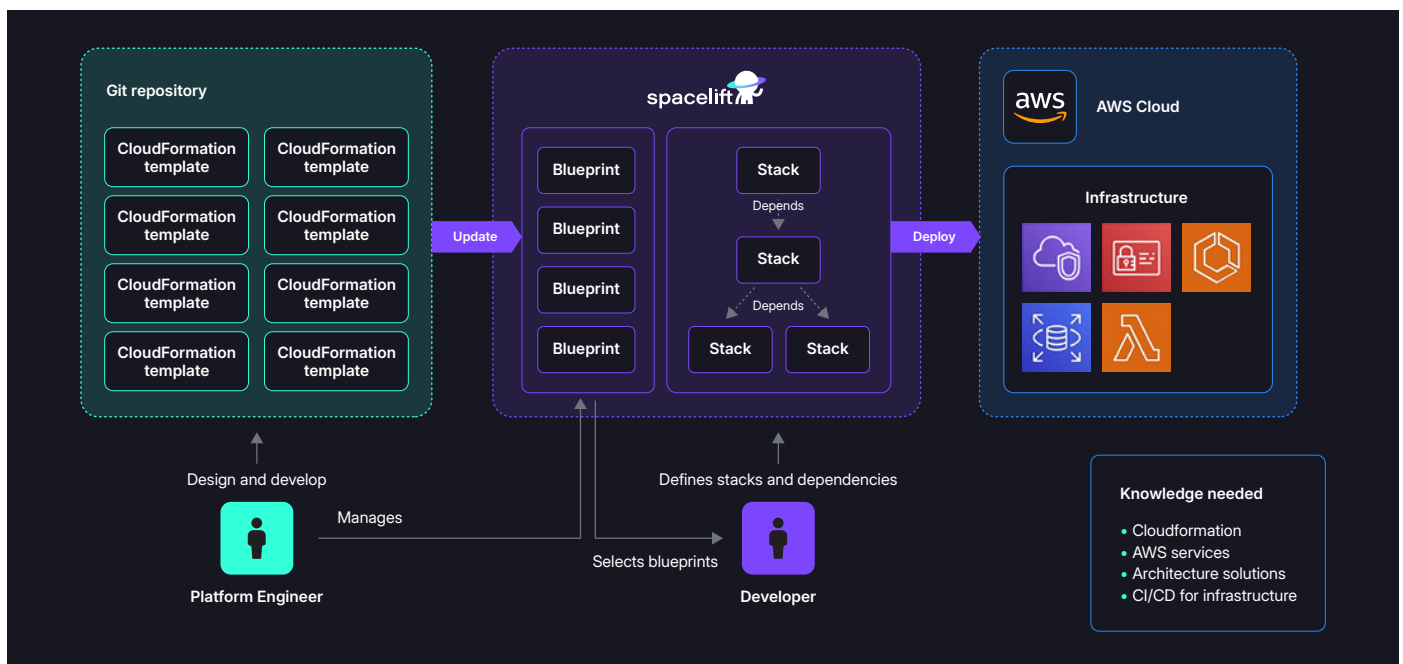 Git repository
CloudFormation
template
CloudFormation
template
CloudFormation
template
CloudFormation
template
CloudFormation
template
CloudFormation
template
CloudFormation
template
CloudFormation
template
Update
spacelift
Blueprint
Blueprint
Blueprint
Blueprint
Stack
Depends
Stack
Depends
Stack
Stack
Deploy
aws
AWS Cloud
Infrastructure
Design and develop
Platform Engineer
Manages
Selects blueprints
Defines stacks and dependencies
Developer
Knowledge needed
• Cloudformation
• AWS services
• Architecture solutions
• CI/CD for infrastructure